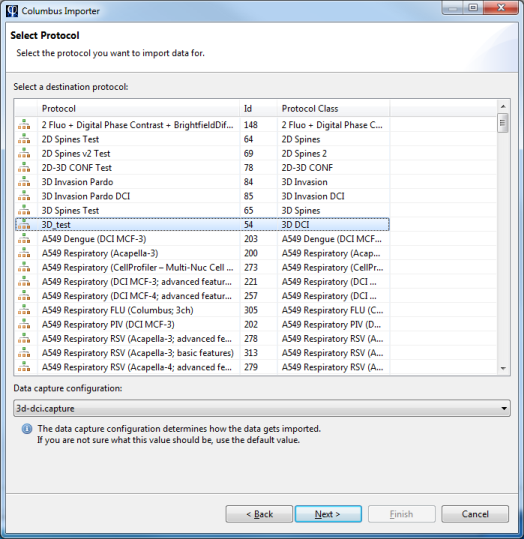 Columbus Importer
Select Protocol
Select the protocol you want to import data for.
Select a destination protocol:
Protocol Id Protocol Class
2 Fluo + Digital Phase Contrast + BrightfieldDif... 148 2 Fluo + Digital Phase C...
2D Spines Test 64 2D Spines
2D Spines v2 Test 69 2D Spines 2
2D-3D CONF Test 78 2D-3D CONF
3D Invasion Pardo 84 3D Invasion
3D Invasion Pardo DCI 85 3D Invasion DCI
3D Spines Test 65 3D Spines
3D_test 54 3D DCI
A549 Dengue (DCI MCF-3) 203 A549 Dengue (DCI MCF...
A549 Respiratory (Acapella-3) 200 A549 Respiratory (Acap...
A549 Respiratory (CellProfiler – Multi-Nuc Cell ... 273 A549 Respiratory (CellPr...
A549 Respiratory (DCI MCF-3; advanced featur... 221 A549 Respiratory (DCI ...
A549 Respiratory (DCI MCF-4; advanced featur... 257 A549 Respiratory (DCI ...
A549 Respiratory FLU (Columbus; 3ch) 305 A549 Respiratory FLU (C...
A549 Respiratory PIV (DCI MCF-3) 202 A549 Respiratory PIV (D...
A549 Respiratory RSV (Acapella-3; advanced fe... 278 A549 Respiratory RSV (A...
A549 Respiratory RSV (Acapella-3; basic features) 313 A549 Respiratory RSV (A...
A549 Respiratory RSV (Acapella-4; advanced fe... 279 A549 Respiratory RSV (A...
Data capture configuration:
3d-dci.capture
The data capture configuration determines how the data gets imported.
If you are not sure what this value should be, use the default value.
< Back Next > Finish Cancel